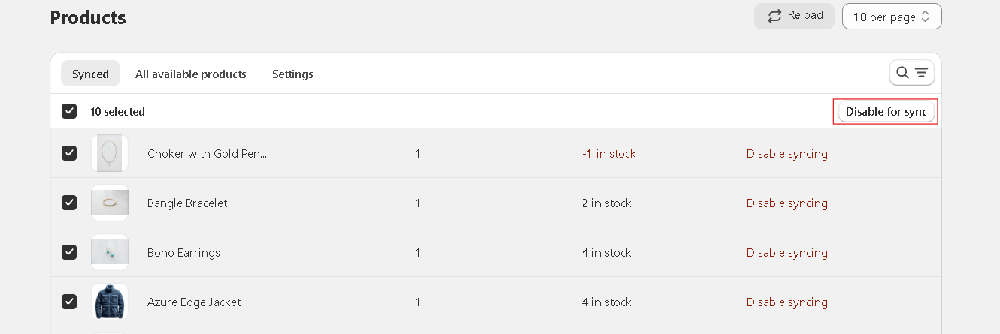 Products
Reload
10 per page
Synced
All available products
Settings
10 selected
Disable for sync
Choker with Gold Pen... 1 -1 in stock Disable syncing
Bangle Bracelet 1 2 in stock Disable syncing
Boho Earrings 1 4 in stock Disable syncing
Azure Edge Jacket 1 4 in stock Disable syncing